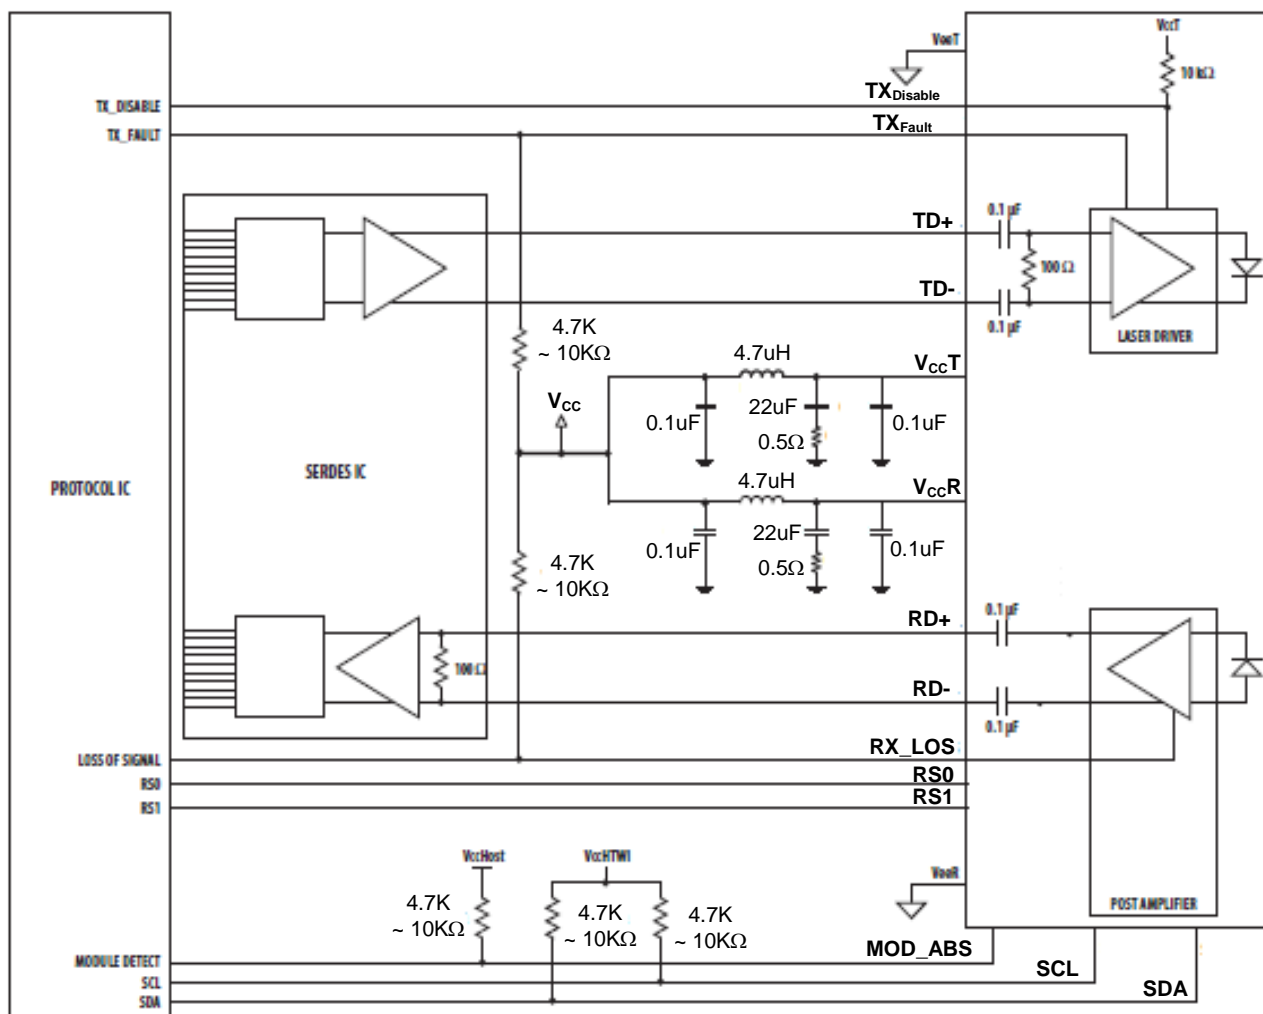 VccT
VeeT
10 kΩ
TX_DISABLE
TXDisable
TX_FAULT
TXFault
0.1 µF
TD+
100 Ω
TD-
0.1 µF
LASER DRIVER
4.7K
~ 10KΩ
4.7uH
VCCT
VCC
0.1uF
22uF
0.1uF
0.5Ω
SERDES IC
PROTOCOL IC
4.7uH
VCCR
0.1uF
22uF
0.1uF
0.5Ω
4.7K
~ 10KΩ
0.1 µF
RD+
100 Ω
RD-
0.1 µF
LOSS OF SIGNAL
RX_LOS
RS0
RS0
RS1
RS1
VccHost
VccHTWI
VeeR
4.7K
~ 10KΩ
4.7K
~ 10KΩ
4.7K
~ 10KΩ
POST AMPLIFIER
MODULE DETECT
MOD_ABS
SCL
SCL
SDA
SDA